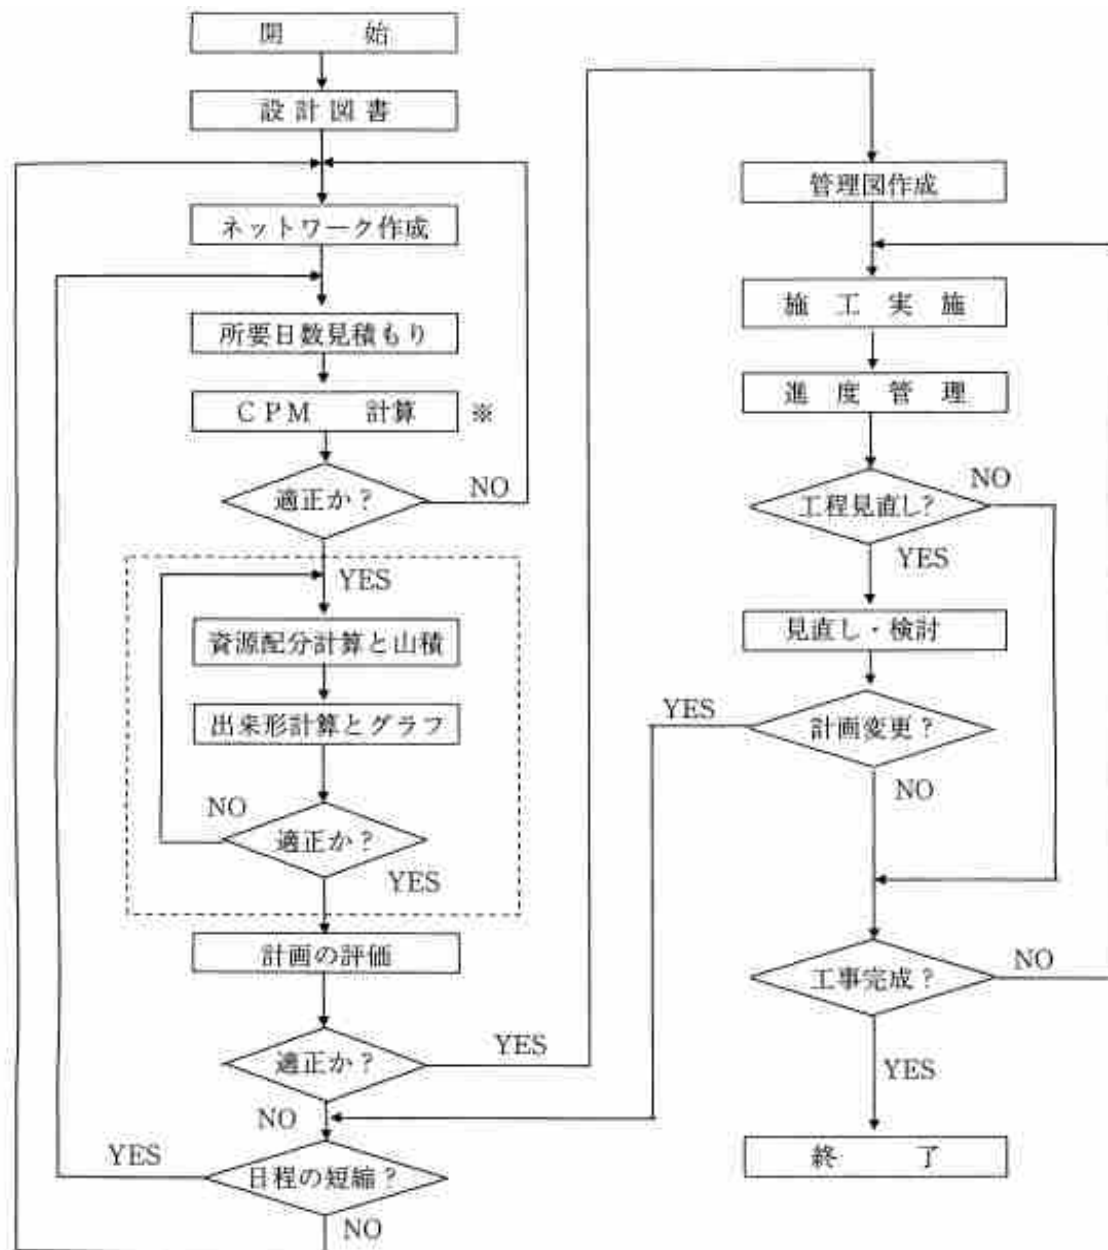 開始
設計図書
ネットワーク作成
所要日数見積もり
CPM 計算 ※
適正か?
NO
YES
資源配分計算と山積
出来形計算とグラフ
NO
適正か?
YES
計画の評価
適正か?
YES
NO
日程の短縮?
YES
NO
管理図作成
施工実施
進度管理
工程見直し?
NO
YES
見直し・検討
YES
計画変更?
NO
工事完成?
NO
YES
終了